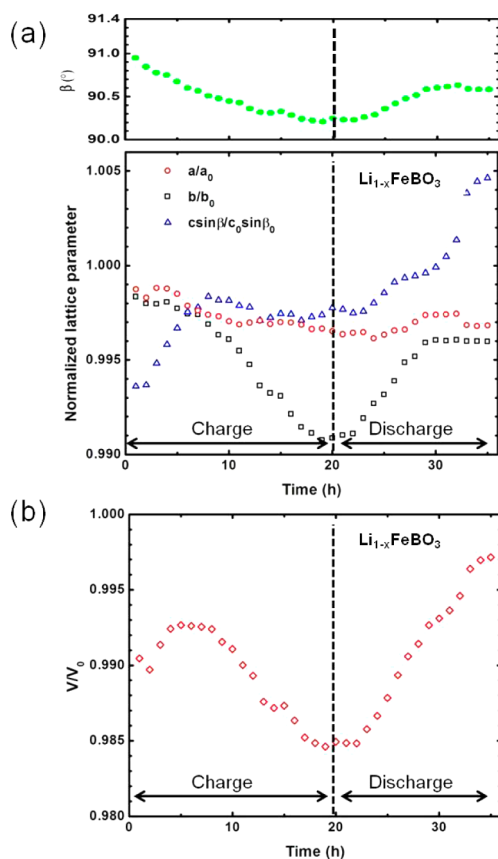 (a)
91.4
91.0
90.5
90.0
β (°)
1.005
1.000
0.995
0.990
Normalized lattice parameter
a/a0
b/b0
csinβ/c0sinβ0
Li1-xFeBO3
Charge
Discharge
0 10 20 30
Time (h)
(b)
1.000
0.995
0.990
0.985
0.980
V/V0
Li1-xFeBO3
Charge
Discharge
0 10 20 30
Time (h)